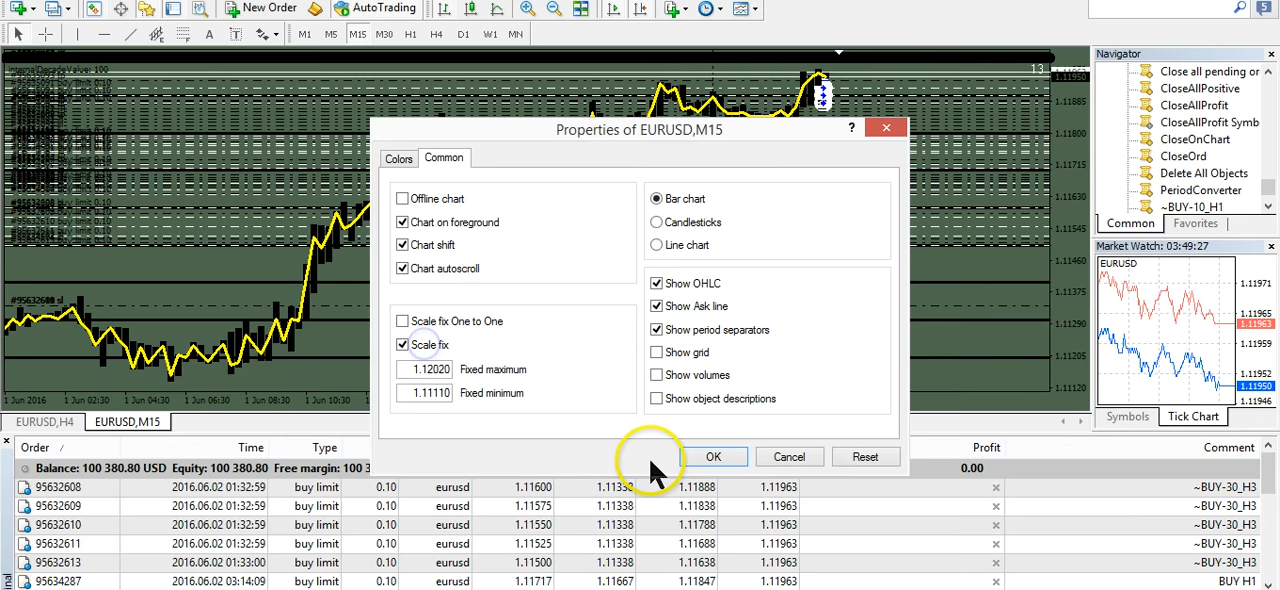 New Order
AutoTrading
5
A
T
M1
M5
M15
M30
H1
H4
D1
W1
MN
internalDecadeValue: 100
buy limit 0.10
13
1.11950
1.11885
1.11800
1.11715
1.11630
1.11545
1.11460
1.11375
1.11290
1.11205
1.11120
1 Jun 2016
1 Jun 02:30
1 Jun 04:30
1 Jun 06:30
1 Jun 08:30
1 Jun 10:30
EURUSD,H4
EURUSD,M15
Properties of EURUSD,M15
?
Colors
Common
Offline chart
Chart on foreground
Chart shift
Chart autoscroll
Scale fix One to One
Scale fix
1.12020 Fixed maximum
1.11110 Fixed minimum
Bar chart
Candlesticks
Line chart
Show OHLC
Show Ask line
Show period separators
Show grid
Show volumes
Show object descriptions
OK
Cancel
Reset
Navigator
Close all pending or
CloseAllPositive
CloseAllProfit
CloseAllProfit Symb
CloseOnChart
CloseOrd
Delete All Objects
PeriodConverter
~BUY-10_H1
Common
Favorites
Market Watch: 03:49:27
EURUSD
1.11971
1.11963
1.11959
1.11952
1.11950
1.11946
Symbols
Tick Chart
Order / Time Type Profit Comment
Balance: 100 380.80 USD Equity: 100 380.80 Free margin: 100 3 0.00
95632608 2016.06.02 01:32:59 buy limit 0.10 eurusd 1.11600 1.11338 1.11888 1.11963 ~BUY-30_H3
95632609 2016.06.02 01:32:59 buy limit 0.10 eurusd 1.11575 1.11338 1.11838 1.11963 ~BUY-30_H3
95632610 2016.06.02 01:32:59 buy limit 0.10 eurusd 1.11550 1.11338 1.11788 1.11963 ~BUY-30_H3
95632611 2016.06.02 01:32:59 buy limit 0.10 eurusd 1.11525 1.11338 1.11688 1.11963 ~BUY-30_H3
95632613 2016.06.02 01:33:00 buy limit 0.10 eurusd 1.11500 1.11338 1.11638 1.11963 ~BUY-30_H3
95634287 2016.06.02 03:14:09 buy limit 0.10 eurusd 1.11717 1.11667 1.11847 1.11963 BUY H1